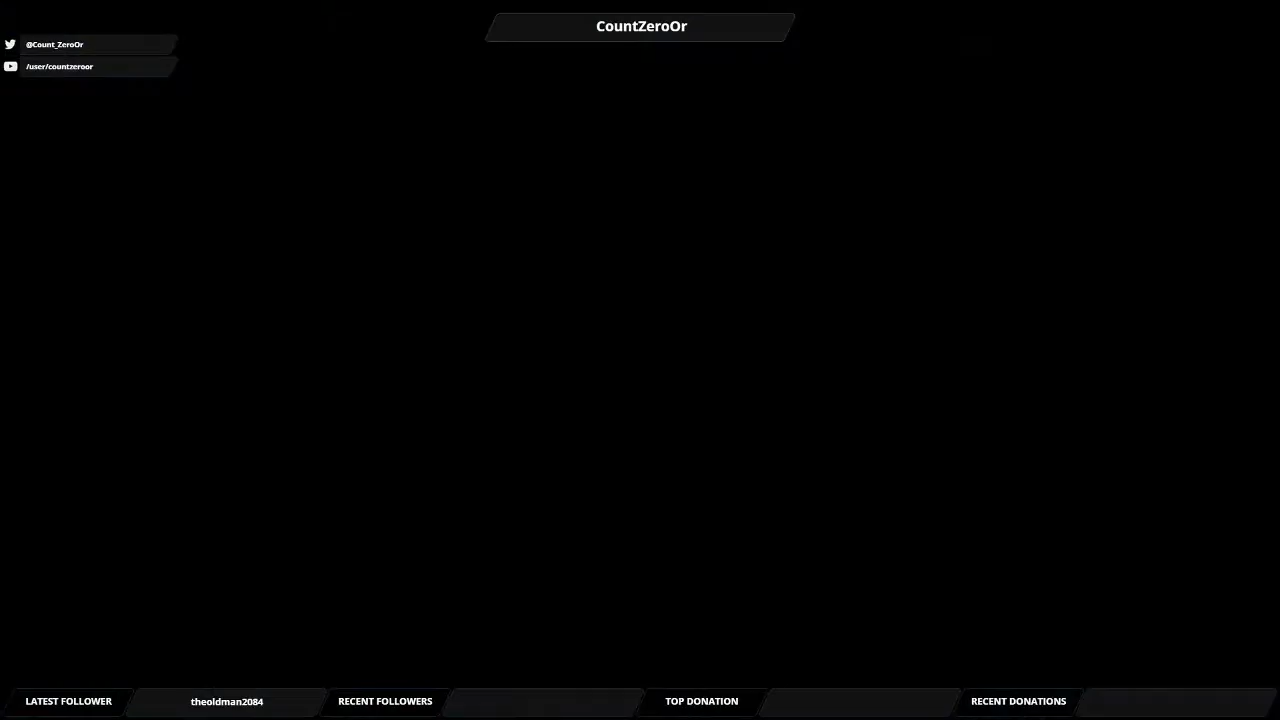 CountZeroOr
@Count_ZeroOr
/user/countzeroor
LATEST FOLLOWER theoldman2084 RECENT FOLLOWERS TOP DONATION RECENT DONATIONS